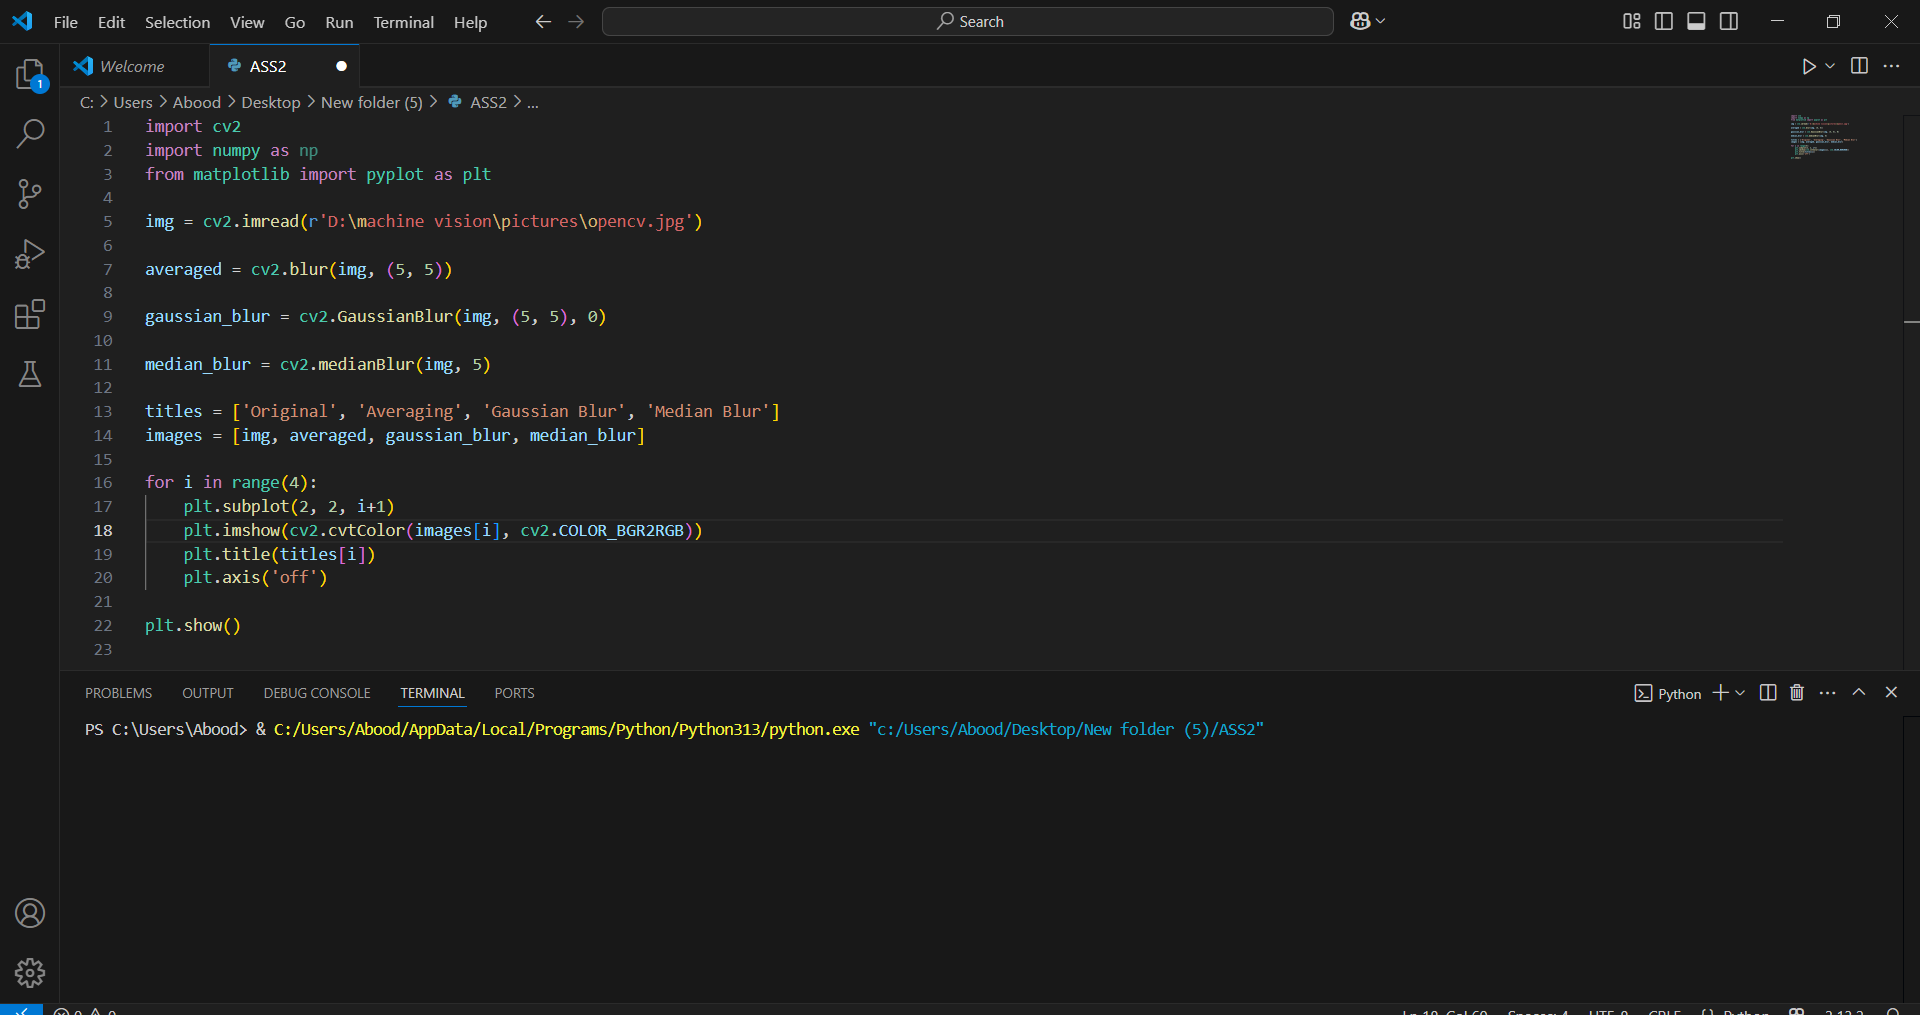 File Edit Selection View Go Run Terminal Help Search
1
Welcome ASS2
C: Users Abood Desktop New folder (5) ASS2 ...
1 import cv2
2 import numpy as np
3 from matplotlib import pyplot as plt
4
5 img = cv2.imread(r'D:\machine vision\pictures\opencv.jpg')
6
7 averaged = cv2.blur(img, (5, 5))
8
9 gaussian_blur = cv2.GaussianBlur(img, (5, 5), 0)
10
11 median_blur = cv2.medianBlur(img, 5)
12
13 titles = ['Original', 'Averaging', 'Gaussian Blur', 'Median Blur']
14 images = [img, averaged, gaussian_blur, median_blur]
15
16 for i in range(4):
17     plt.subplot(2, 2, i+1)
18     plt.imshow(cv2.cvtColor(images[i], cv2.COLOR_BGR2RGB))
19     plt.title(titles[i])
20     plt.axis('off')
21
22 plt.show()
23
PROBLEMS OUTPUT DEBUG CONSOLE TERMINAL PORTS Python
PS C:\Users\Abood> & C:/Users/Abood/AppData/Local/Programs/Python/Python313/python.exe "c:/Users/Abood/Desktop/New folder (5)/ASS2"